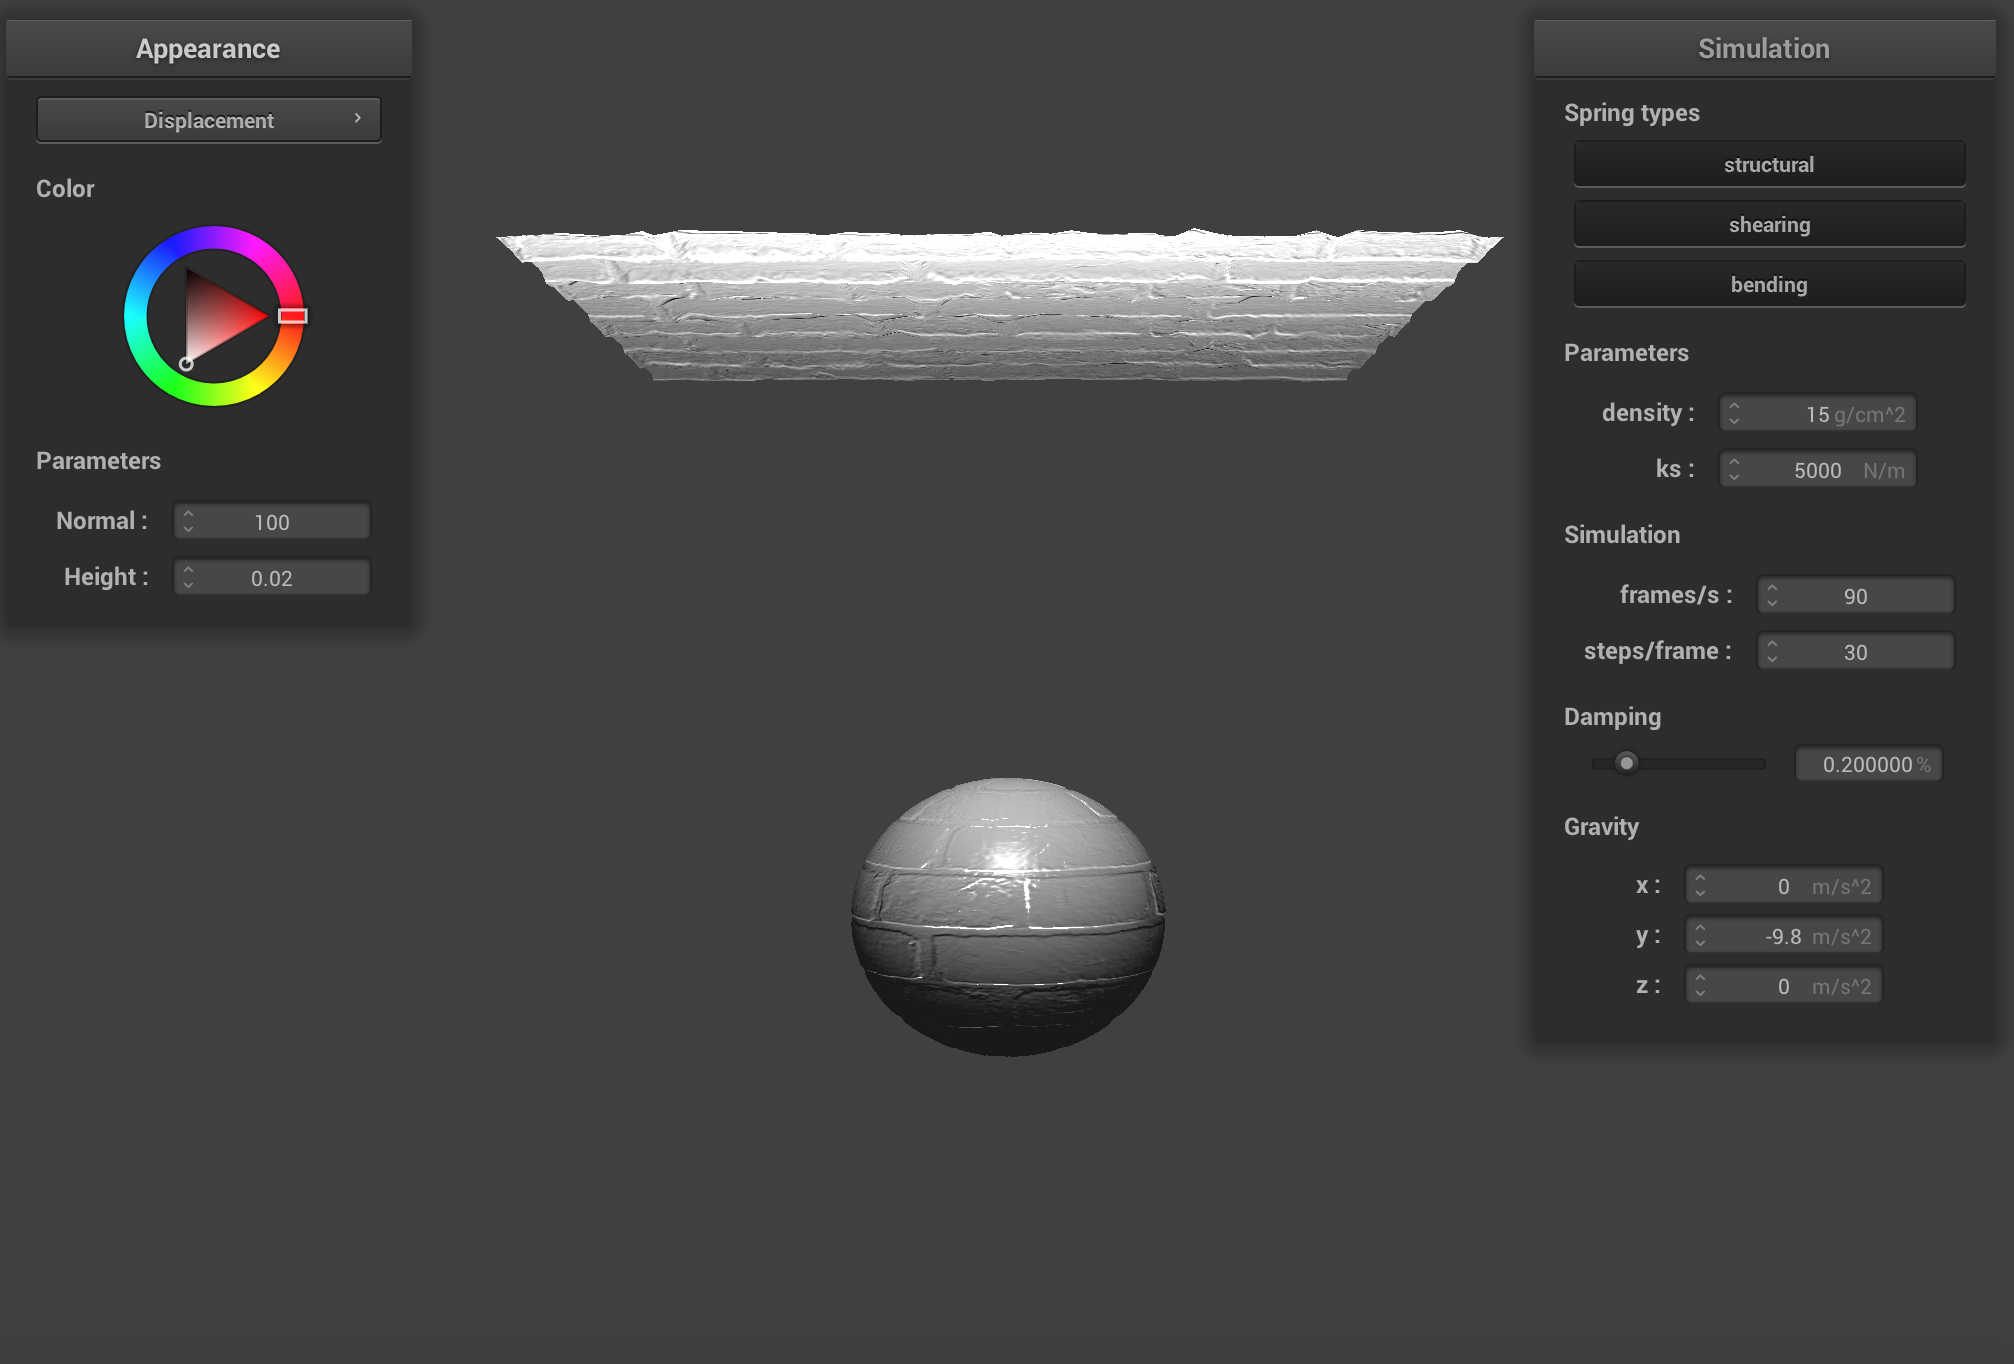 Appearance
Displacement
Color
Parameters
Normal : 100
Height : 0.02
Simulation
Spring types
structural
shearing
bending
Parameters
density : 15 g/cm^2
ks : 5000 N/m
Simulation
frames/s : 90
steps/frame : 30
Damping
0.200000 %
Gravity
x : 0 m/s^2
y : -9.8 m/s^2
z : 0 m/s^2